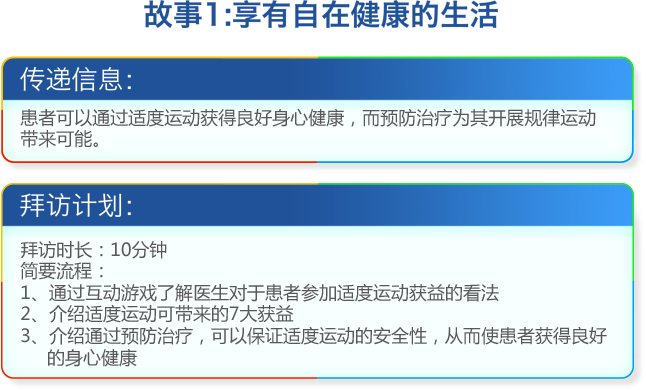 故事1:享有自在健康的生活
传递信息：
患者可以通过适度运动获得良好身心健康，而预防治疗为其开展规律运动
带来可能。
拜访计划：
拜访时长：10分钟
简要流程：
1、通过互动游戏了解医生对于患者参加适度运动获益的看法
2、介绍适度运动可带来的7大获益
3、介绍通过预防治疗，可以保证适度运动的安全性，从而使患者获得良好
的身心健康